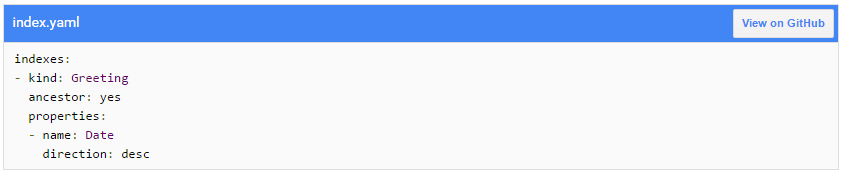 index.yaml
View on GitHub
indexes:
- kind: Greeting
  ancestor: yes
  properties:
  - name: Date
    direction: desc